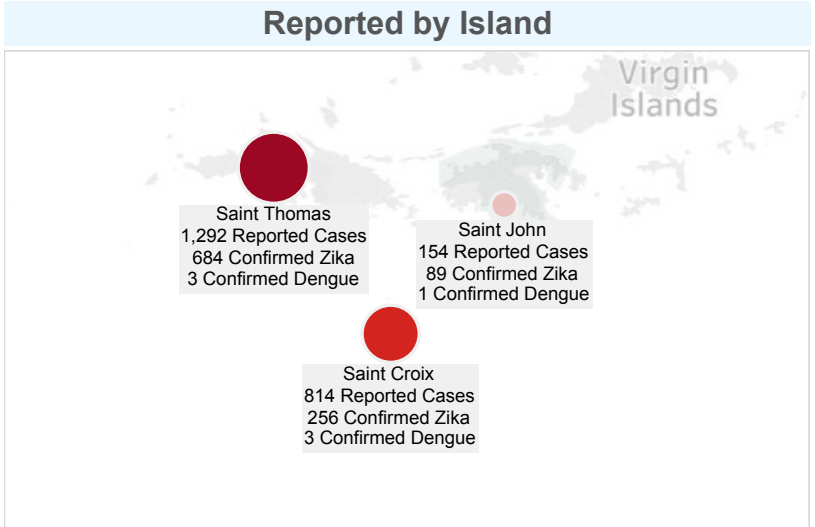 Reported by Island
Virgin
Islands
Saint Thomas
1,292 Reported Cases
684 Confirmed Zika
3 Confirmed Dengue
Saint John
154 Reported Cases
89 Confirmed Zika
1 Confirmed Dengue
Saint Croix
814 Reported Cases
256 Confirmed Zika
3 Confirmed Dengue